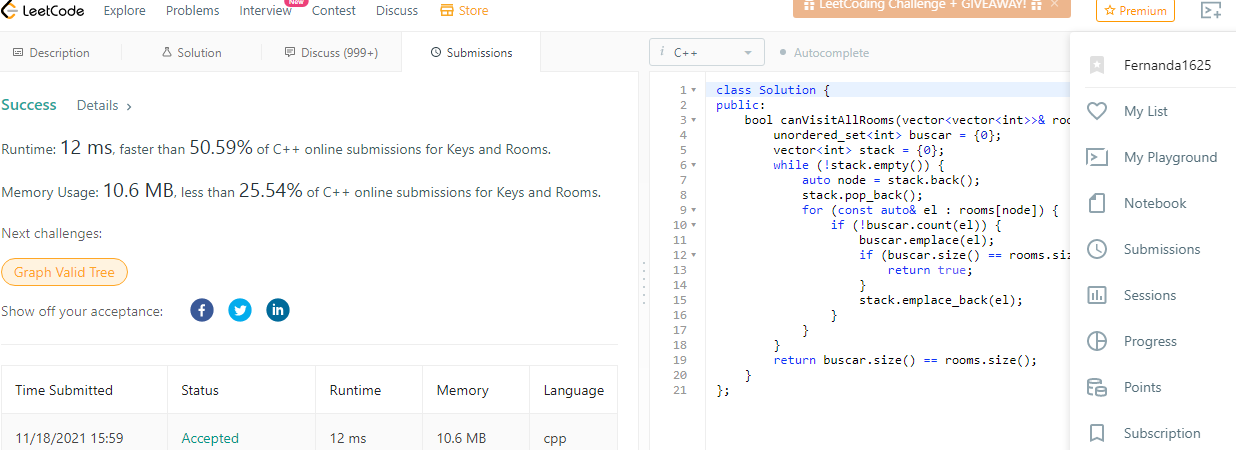 LeetCode Explore Problems Interview New Contest Discuss Store LeetCoding Challenge + GIVEAWAY! × Premium
Description Solution Discuss (999+) Submissions
i C++ Autocomplete
Success Details >
Runtime: 12 ms, faster than 50.59% of C++ online submissions for Keys and Rooms.
Memory Usage: 10.6 MB, less than 25.54% of C++ online submissions for Keys and Rooms.
Next challenges:
Graph Valid Tree
Show off your acceptance:
Time Submitted Status Runtime Memory Language
11/18/2021 15:59 Accepted 12 ms 10.6 MB cpp
1 class Solution {
2 public:
3 bool canVisitAllRooms(vector<vector<int>>& roo
4 unordered_set<int> buscar = {0};
5 vector<int> stack = {0};
6 while (!stack.empty()) {
7 auto node = stack.back();
8 stack.pop_back();
9 for (const auto& el : rooms[node]) {
10 if (!buscar.count(el)) {
11 buscar.emplace(el);
12 if (buscar.size() == rooms.siz
13 return true;
14 }
15 stack.emplace_back(el);
16 }
17 }
18 }
19 return buscar.size() == rooms.size();
20 }
21 };
Fernanda1625
My List
My Playground
Notebook
Submissions
Sessions
Progress
Points
Subscription